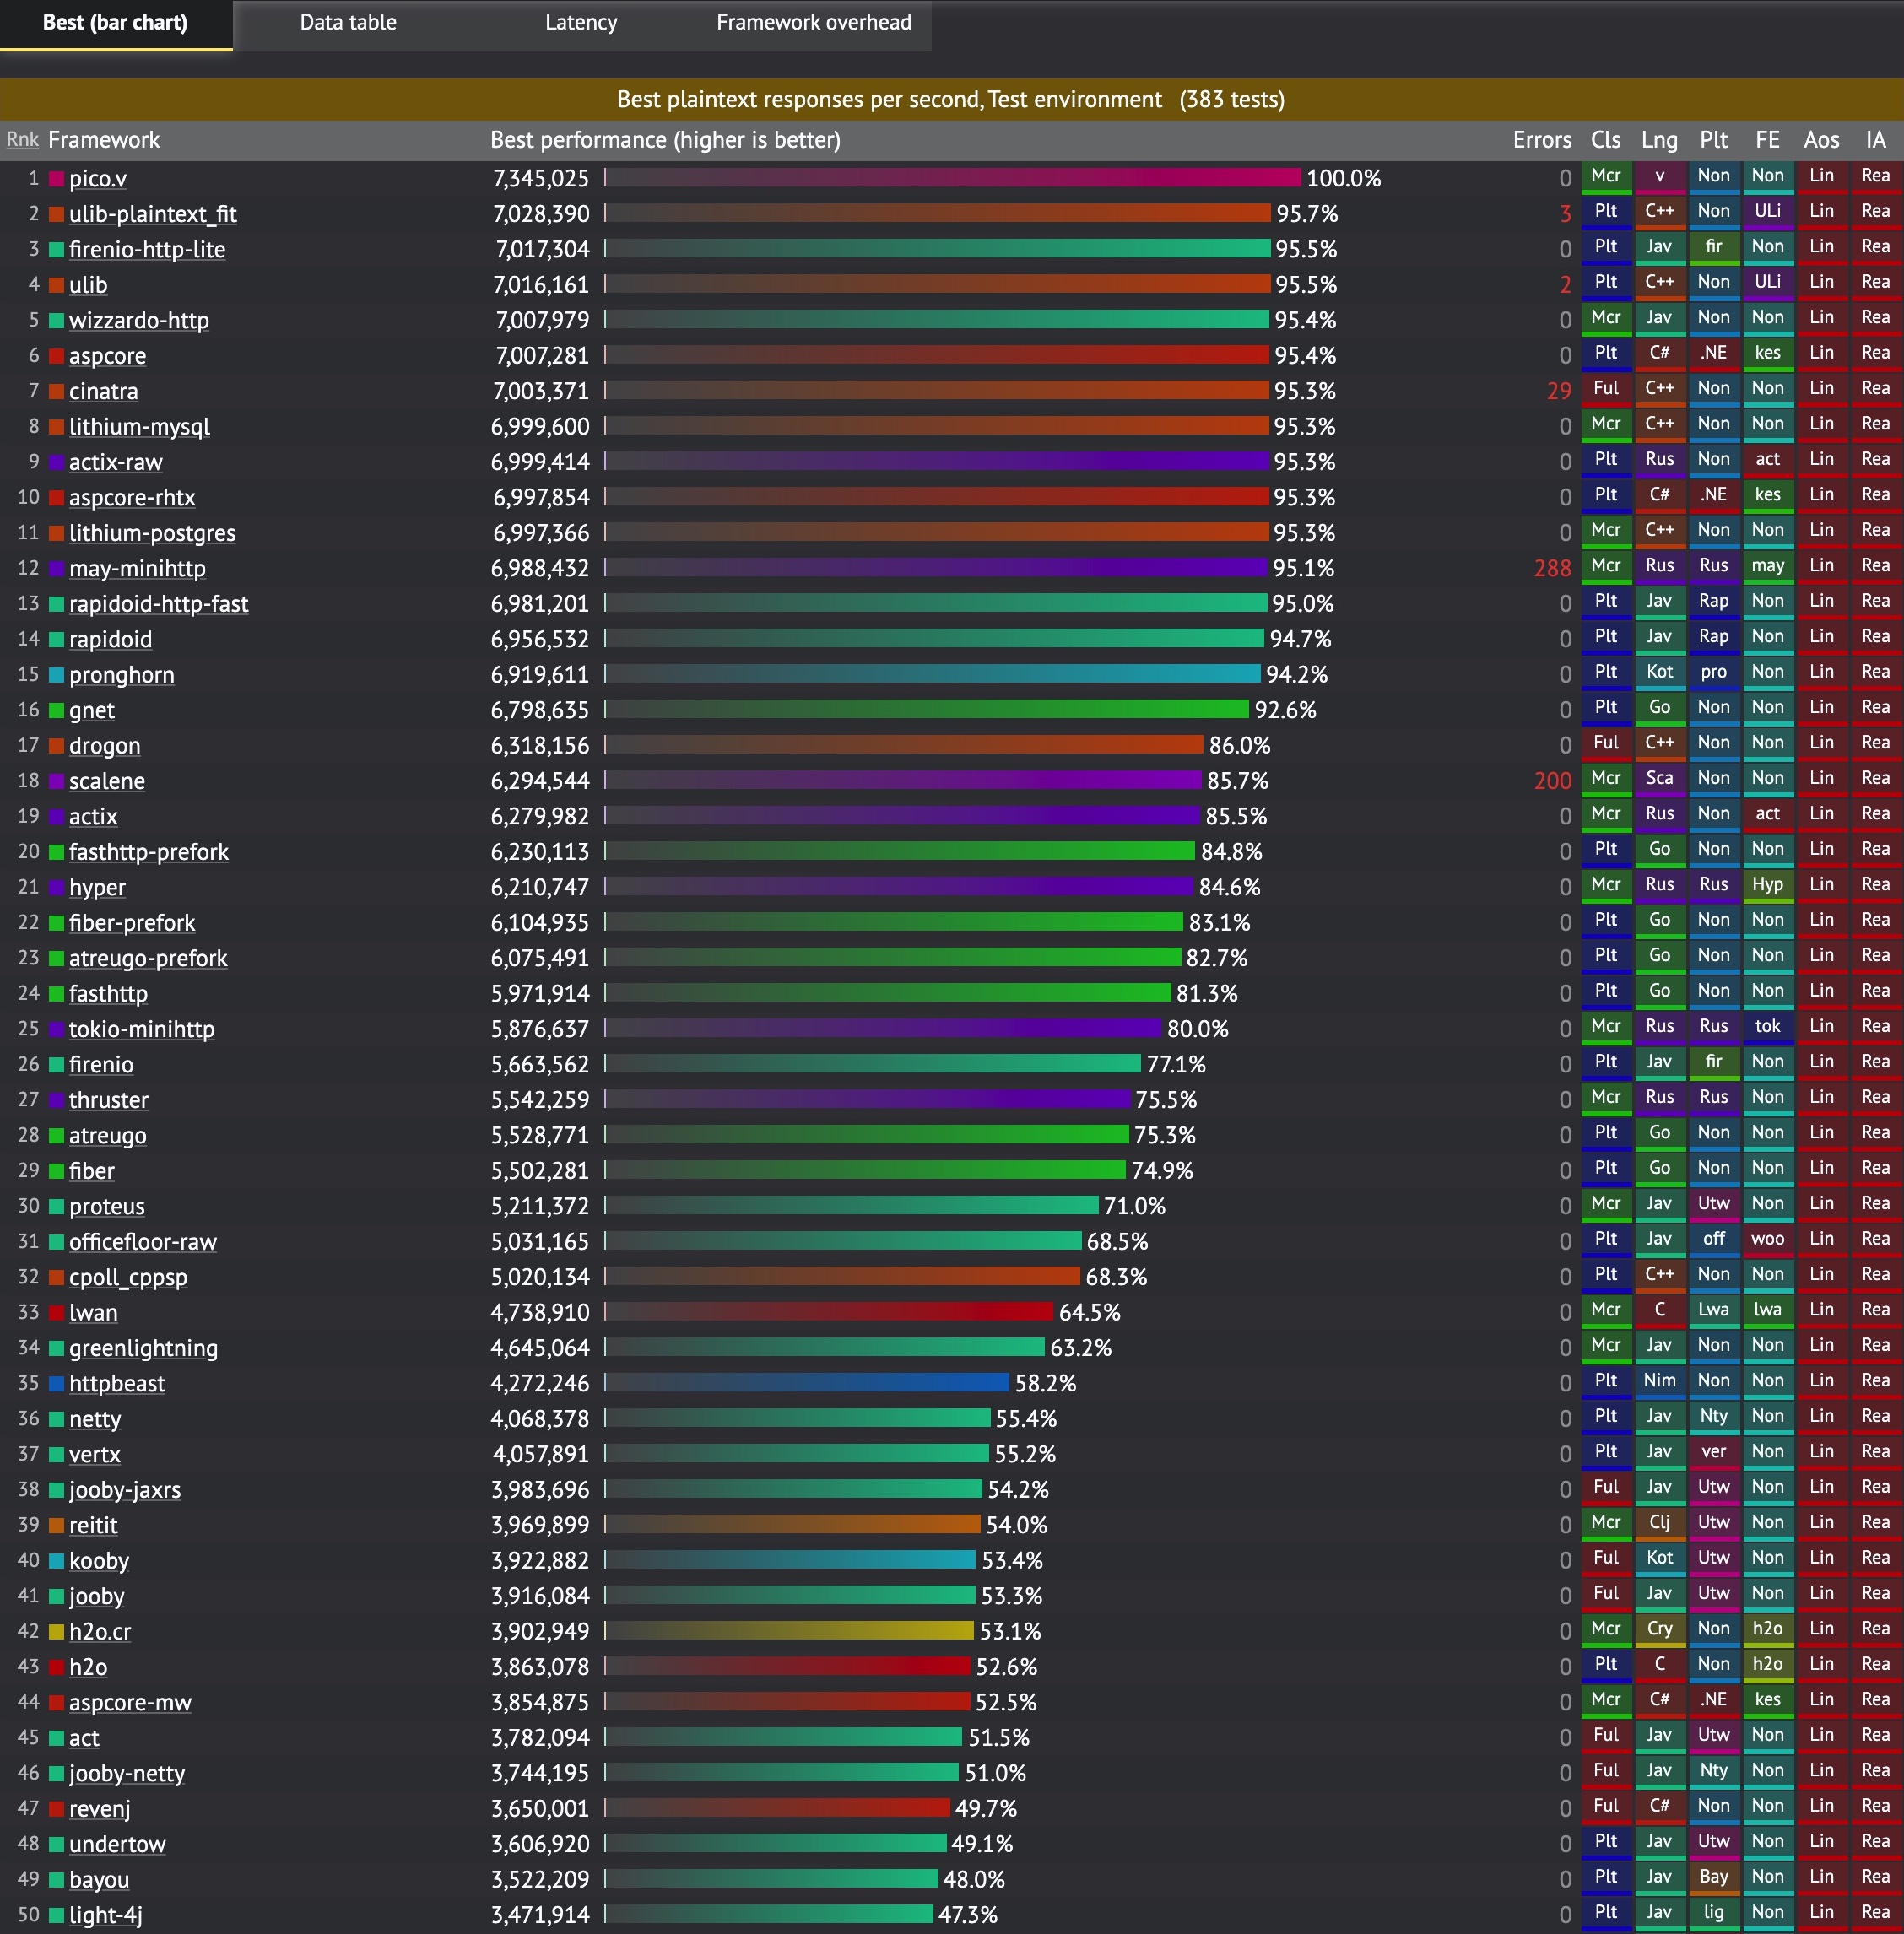 Best (bar chart) Data table Latency Framework overhead
Best plaintext responses per second, Test environment (383 tests)
Rnk Framework Best performance (higher is better) Errors Cls Lng Plt FE Aos IA
1 pico.v 7,345,025 100.0% 0 Mcr v Non Non Lin Rea
2 ulib-plaintext_fit 7,028,390 95.7% 3 Plt C++ Non ULi Lin Rea
3 firenio-http-lite 7,017,304 95.5% 0 Plt Jav fir Non Lin Rea
4 ulib 7,016,161 95.5% 2 Plt C++ Non ULi Lin Rea
5 wizzardo-http 7,007,979 95.4% 0 Mcr Jav Non Non Lin Rea
6 aspcore 7,007,281 95.4% 0 Plt C# .NE kes Lin Rea
7 cinatra 7,003,371 95.3% 29 Ful C++ Non Non Lin Rea
8 lithium-mysql 6,999,600 95.3% 0 Mcr C++ Non Non Lin Rea
9 actix-raw 6,999,414 95.3% 0 Plt Rus Non act Lin Rea
10 aspcore-rhtx 6,997,854 95.3% 0 Plt C# .NE kes Lin Rea
11 lithium-postgres 6,997,366 95.3% 0 Mcr C++ Non Non Lin Rea
12 may-minihttp 6,988,432 95.1% 288 Mcr Rus Rus may Lin Rea
13 rapidoid-http-fast 6,981,201 95.0% 0 Plt Jav Rap Non Lin Rea
14 rapidoid 6,956,532 94.7% 0 Plt Jav Rap Non Lin Rea
15 pronghorn 6,919,611 94.2% 0 Plt Kot pro Non Lin Rea
16 gnet 6,798,635 92.6% 0 Plt Go Non Non Lin Rea
17 drogon 6,318,156 86.0% 0 Ful C++ Non Non Lin Rea
18 scalene 6,294,544 85.7% 200 Mcr Sca Non Non Lin Rea
19 actix 6,279,982 85.5% 0 Mcr Rus Non act Lin Rea
20 fasthttp-prefork 6,230,113 84.8% 0 Plt Go Non Non Lin Rea
21 hyper 6,210,747 84.6% 0 Mcr Rus Rus Hyp Lin Rea
22 fiber-prefork 6,104,935 83.1% 0 Plt Go Non Non Lin Rea
23 atreugo-prefork 6,075,491 82.7% 0 Plt Go Non Non Lin Rea
24 fasthttp 5,971,914 81.3% 0 Plt Go Non Non Lin Rea
25 tokio-minihttp 5,876,637 80.0% 0 Mcr Rus Rus tok Lin Rea
26 firenio 5,663,562 77.1% 0 Plt Jav fir Non Lin Rea
27 thruster 5,542,259 75.5% 0 Mcr Rus Rus Non Lin Rea
28 atreugo 5,528,771 75.3% 0 Plt Go Non Non Lin Rea
29 fiber 5,502,281 74.9% 0 Plt Go Non Non Lin Rea
30 proteus 5,211,372 71.0% 0 Mcr Jav Utw Non Lin Rea
31 officefloor-raw 5,031,165 68.5% 0 Plt Jav off woo Lin Rea
32 cpoll_cppsp 5,020,134 68.3% 0 Plt C++ Non Non Lin Rea
33 lwan 4,738,910 64.5% 0 Mcr C Lwa lwa Lin Rea
34 greenlightning 4,645,064 63.2% 0 Mcr Jav Non Non Lin Rea
35 httpbeast 4,272,246 58.2% 0 Plt Nim Non Non Lin Rea
36 netty 4,068,378 55.4% 0 Plt Jav Nty Non Lin Rea
37 vertx 4,057,891 55.2% 0 Plt Jav ver Non Lin Rea
38 jooby-jaxrs 3,983,696 54.2% 0 Ful Jav Utw Non Lin Rea
39 reitit 3,969,899 54.0% 0 Mcr Clj Utw Non Lin Rea
40 kooby 3,922,882 53.4% 0 Ful Kot Utw Non Lin Rea
41 jooby 3,916,084 53.3% 0 Ful Jav Utw Non Lin Rea
42 h2o.cr 3,902,949 53.1% 0 Mcr Cry Non h2o Lin Rea
43 h2o 3,863,078 52.6% 0 Plt C Non h2o Lin Rea
44 aspcore-mw 3,854,875 52.5% 0 Mcr C# .NE kes Lin Rea
45 act 3,782,094 51.5% 0 Ful Jav Utw Non Lin Rea
46 jooby-netty 3,744,195 51.0% 0 Ful Jav Nty Non Lin Rea
47 revenj 3,650,001 49.7% 0 Ful C# Non Non Lin Rea
48 undertow 3,606,920 49.1% 0 Plt Jav Utw Non Lin Rea
49 bayou 3,522,209 48.0% 0 Plt Jav Bay Non Lin Rea
50 light-4j 3,471,914 47.3% 0 Plt Jav lig Non Lin Rea